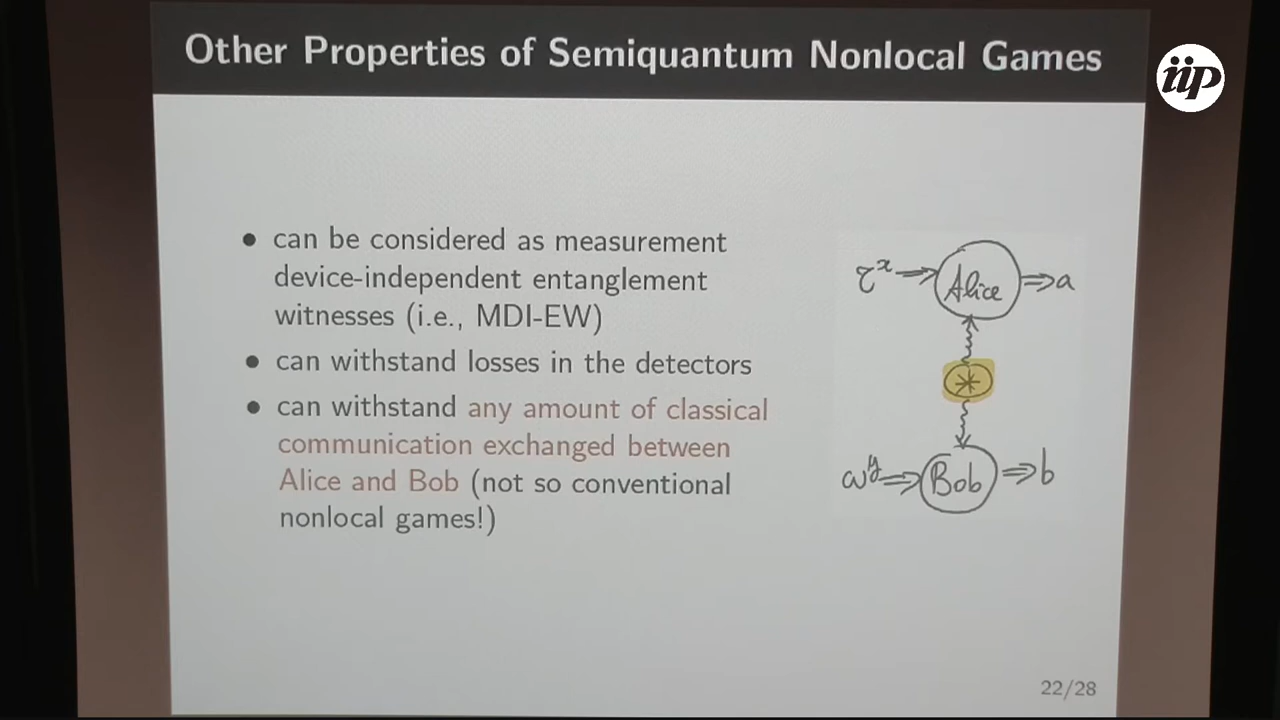 Other Properties of Semiquantum Nonlocal Games
iip
• can be considered as measurement
device-independent entanglement
witnesses (i.e., MDI-EW)
• can withstand losses in the detectors
• can withstand any amount of classical
communication exchanged between
Alice and Bob (not so conventional
nonlocal games!)
τˣ ⇒ Alice ⇒ a
*
ωʸ ⇒ Bob ⇒ b
22/28